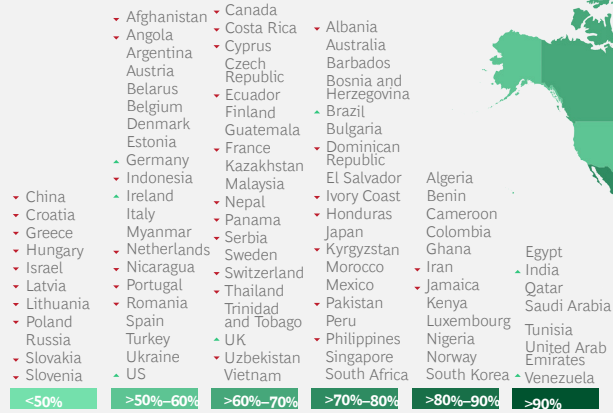 China
Croatia
Greece
Hungary
Israel
Latvia
Lithuania
Poland
Russia
Slovakia
Slovenia
<50%
Afghanistan
Angola
Argentina
Austria
Belarus
Belgium
Denmark
Estonia
Germany
Indonesia
Ireland
Italy
Myanmar
Netherlands
Nicaragua
Portugal
Romania
Spain
Turkey
Ukraine
US
>50%–60%
Canada
Costa Rica
Cyprus
Czech
Republic
Ecuador
Finland
Guatemala
France
Kazakhstan
Malaysia
Nepal
Panama
Serbia
Sweden
Switzerland
Thailand
Trinidad
and Tobago
UK
Uzbekistan
Vietnam
>60%–70%
Albania
Australia
Barbados
Bosnia and
Herzegovina
Brazil
Bulgaria
Dominican
Republic
El Salvador
Ivory Coast
Honduras
Japan
Kyrgyzstan
Morocco
Mexico
Pakistan
Peru
Philippines
Singapore
South Africa
>70%–80%
Algeria
Benin
Cameroon
Colombia
Ghana
Iran
Jamaica
Kenya
Luxembourg
Nigeria
Norway
South Korea
>80%–90%
Egypt
India
Qatar
Saudi Arabia
Tunisia
United Arab
Emirates
Venezuela
>90%